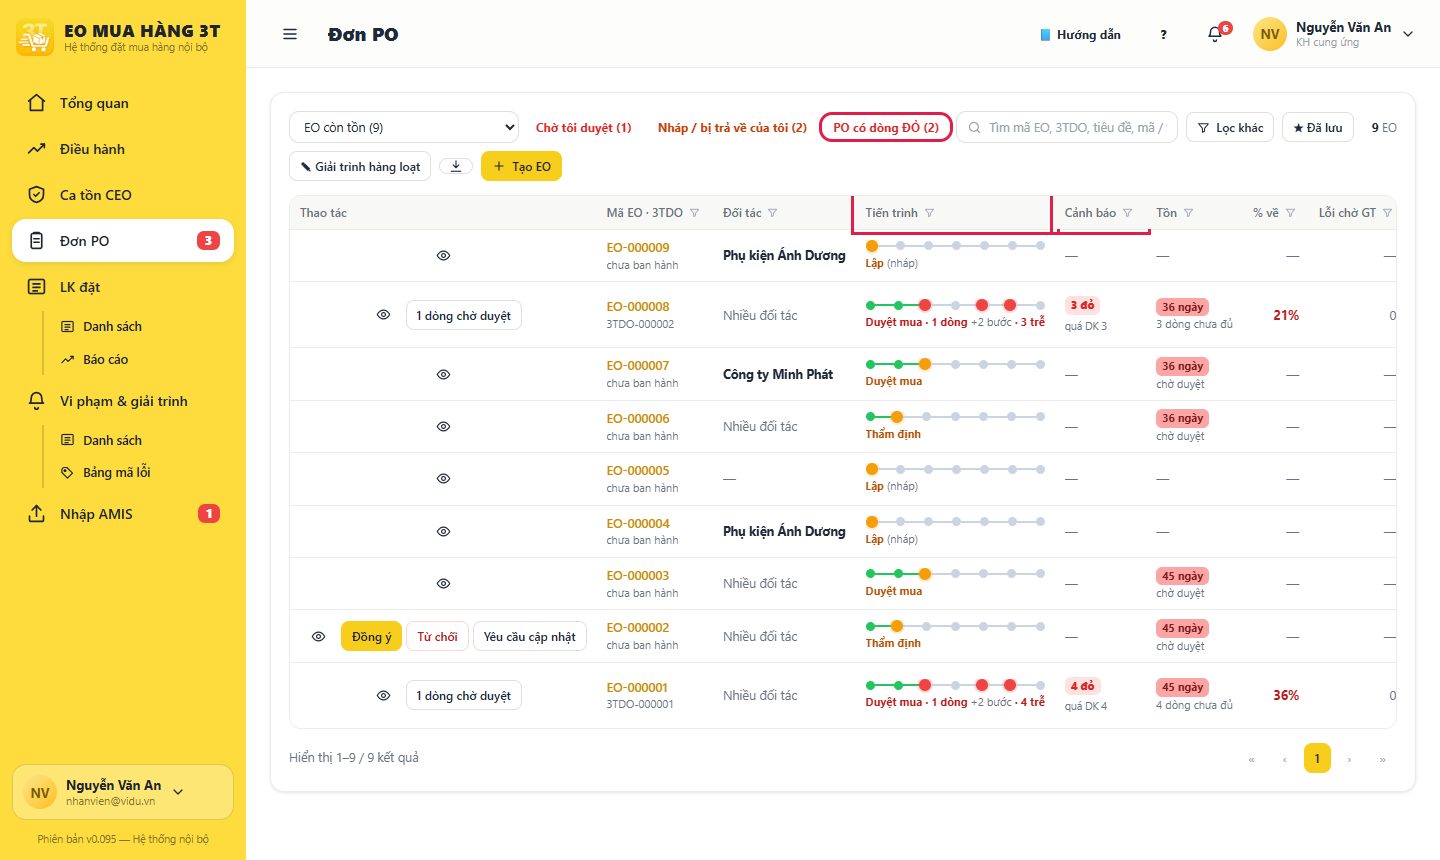 EO MUA HÀNG 3T
Hệ thống đặt mua hàng nội bộ
Tổng quan
Điều hành
Ca tồn CEO
Đơn PO 3
LK đặt
Danh sách
Báo cáo
Vi phạm & giải trình
Danh sách
Bảng mã lỗi
Nhập AMIS 1
NV Nguyễn Văn An
nhanvien@vidu.vn
Phiên bản v0.095 — Hệ thống nội bộ
Đơn PO
Hướng dẫn ? 6 NV Nguyễn Văn An
KH cung ứng
EO còn tồn (9) Chờ tôi duyệt (1) Nháp / bị trả về của tôi (2) PO có dòng ĐỎ (2) Tìm mã EO, 3TDO, tiêu đề, mã / Lọc khác ★ Đã lưu 9 EO
Giải trình hàng loạt + Tạo EO
Thao tác Mã EO · 3TDO Đối tác Tiến trình Cảnh báo Tồn % về Lỗi chờ GT
EO-000009 Phụ kiện Ánh Dương — — — —
chưa ban hành Lập (nháp)
1 dòng chờ duyệt EO-000008 Nhiều đối tác 3 đỏ 36 ngày 21% 0
3TDO-000002 Duyệt mua · 1 dòng +2 bước · 3 trễ quá DK 3 3 dòng chưa đủ
EO-000007 Công ty Minh Phát — 36 ngày — —
chưa ban hành Duyệt mua chờ duyệt
EO-000006 Nhiều đối tác — 36 ngày — —
chưa ban hành Thẩm định chờ duyệt
EO-000005 — — — — —
chưa ban hành Lập (nháp)
EO-000004 Phụ kiện Ánh Dương — — — —
chưa ban hành Lập (nháp)
EO-000003 Nhiều đối tác — 45 ngày — —
chưa ban hành Duyệt mua chờ duyệt
Đồng ý Từ chối Yêu cầu cập nhật EO-000002 Nhiều đối tác — 45 ngày — —
chưa ban hành Thẩm định chờ duyệt
1 dòng chờ duyệt EO-000001 Nhiều đối tác 4 đỏ 45 ngày 36% 0
3TDO-000001 Duyệt mua · 1 dòng +2 bước · 4 trễ quá DK 4 4 dòng chưa đủ
Hiển thị 1–9 / 9 kết quả « ‹ 1 › »